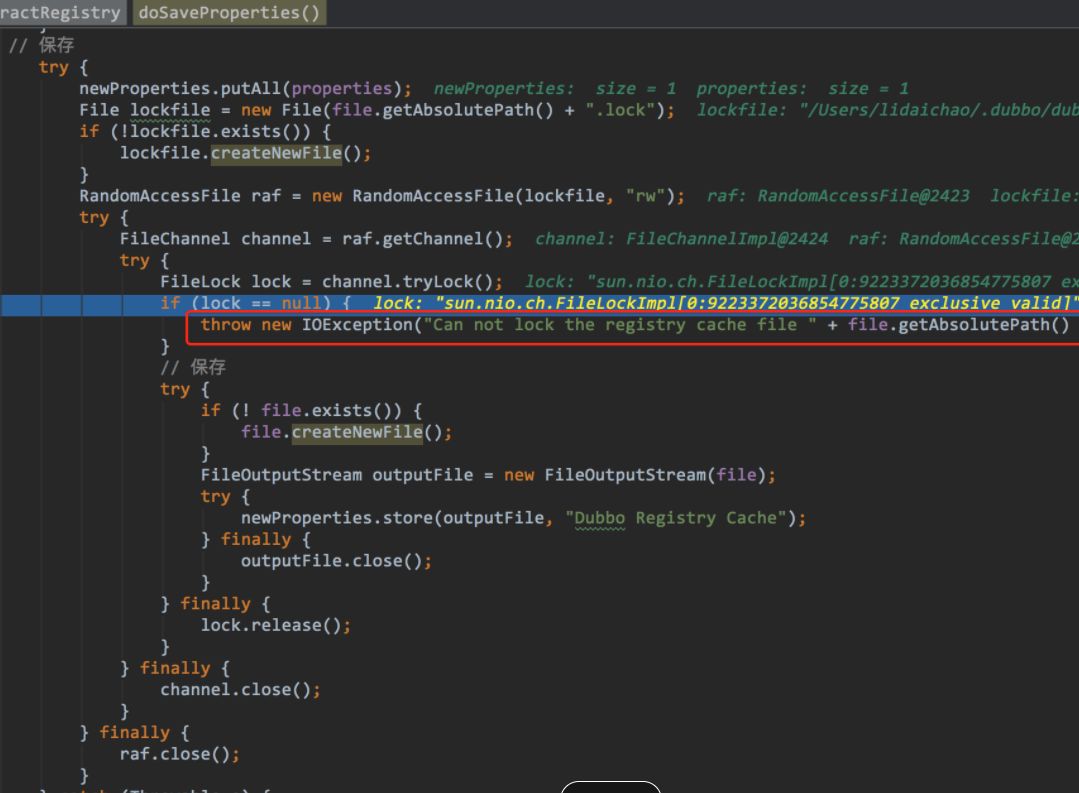 ractRegistry doSaveProperties()
// 保存
try {
newProperties.putAll(properties); newProperties: size = 1 properties: size = 1
File lockfile = new File(file.getAbsolutePath() + ".lock"); lockfile: "/Users/lidaichao/.dubbo/dub
if (!lockfile.exists()) {
lockfile.createNewFile();
}
RandomAccessFile raf = new RandomAccessFile(lockfile, "rw"); raf: RandomAccessFile@2423 lockfile:
try {
FileChannel channel = raf.getChannel(); channel: FileChannelImpl@2424 raf: RandomAccessFile@2
try {
FileLock lock = channel.tryLock(); lock: "sun.nio.ch.FileLockImpl[0:9223372036854775807 ex
if (lock == null) { lock: "sun.nio.ch.FileLockImpl[0:9223372036854775807 exclusive valid]"
throw new IOException("Can not lock the registry cache file " + file.getAbsolutePath()
}
// 保存
try {
if (! file.exists()) {
file.createNewFile();
}
FileOutputStream outputFile = new FileOutputStream(file);
try {
newProperties.store(outputFile, "Dubbo Registry Cache");
} finally {
outputFile.close();
}
} finally {
lock.release();
}
} finally {
channel.close();
}
} finally {
raf.close();
}